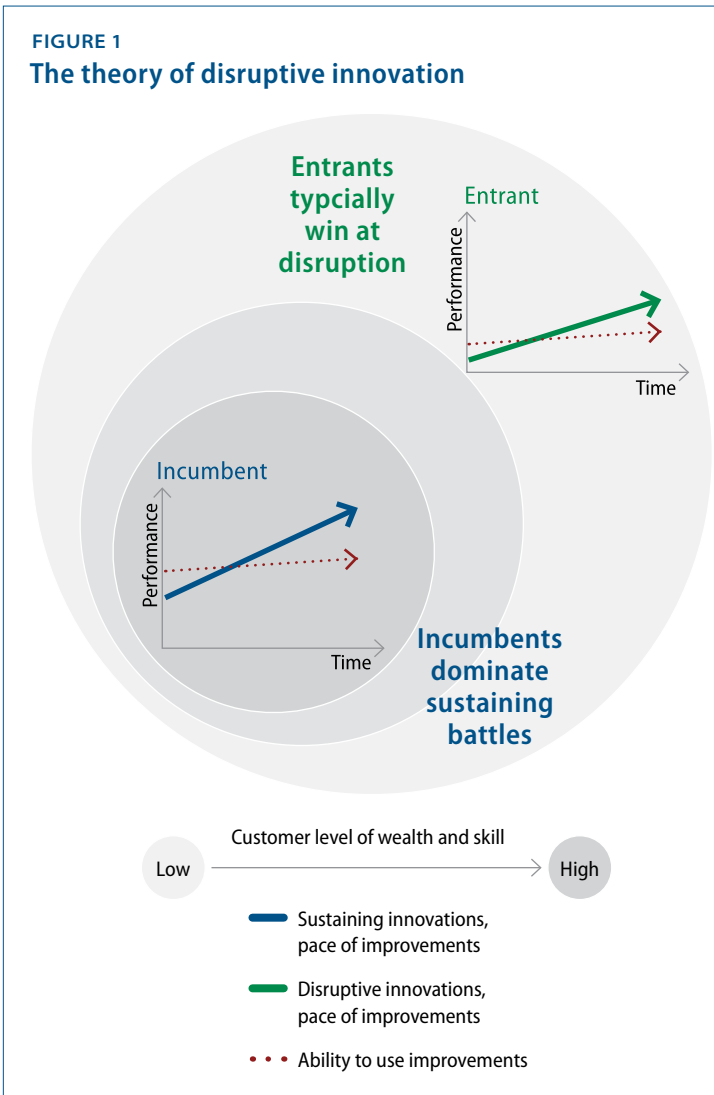 FIGURE 1
The theory of disruptive innovation
Entrants
typcially
win at
disruption
Entrant
Performance
Time
Incumbent
Performance
Time
Incumbents
dominate
sustaining
battles
Customer level of wealth and skill
Low
High
Sustaining innovations,
pace of improvements
Disruptive innovations,
pace of improvements
Ability to use improvements